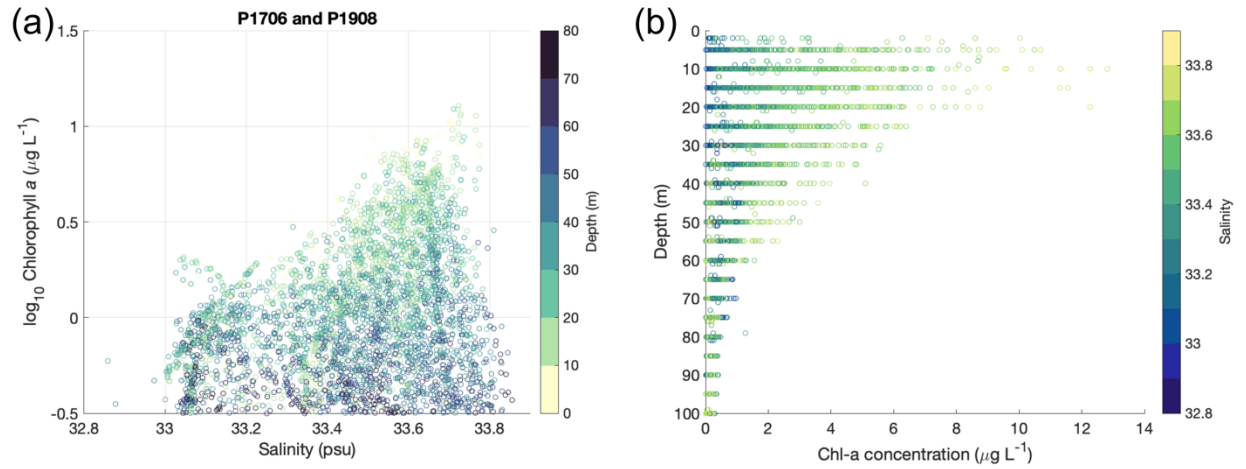 (a)
P1706 and P1908
1.5
1
0.5
0
-0.5
log10 Chlorophyll a (μg L-1)
32.8 33 33.2 33.4 33.6 33.8
Salinity (psu)
80
70
60
50
40
30
20
10
0
Depth (m)
(b)
0
10
20
30
40
50
60
70
80
90
100
Depth (m)
0 2 4 6 8 10 12 14
Chl-a concentration (μg L-1)
33.8
33.6
33.4
33.2
33
32.8
Salinity